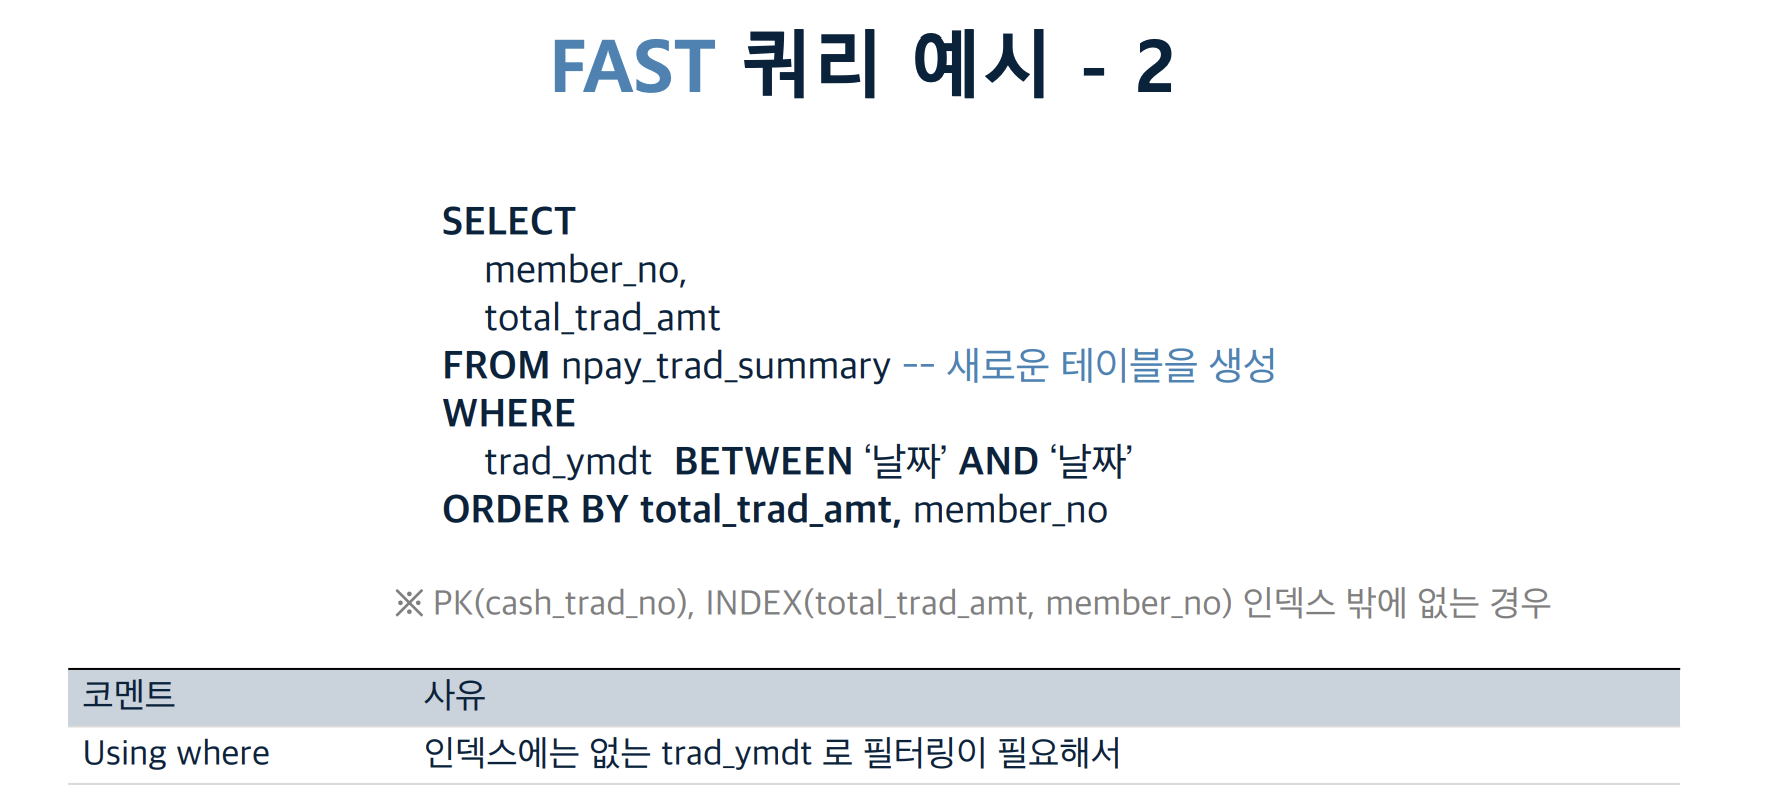 FAST 쿼리 예시 - 2
SELECT
member_no,
total_trad_amt
FROM npay_trad_summary -- 새로운 테이블을 생성
WHERE
trad_ymdt BETWEEN ‘날짜’ AND ‘날짜’
ORDER BY total_trad_amt, member_no
※ PK(cash_trad_no), INDEX(total_trad_amt, member_no) 인덱스 밖에 없는 경우
코멘트 사유
Using where 인덱스에는 없는 trad_ymdt 로 필터링이 필요해서